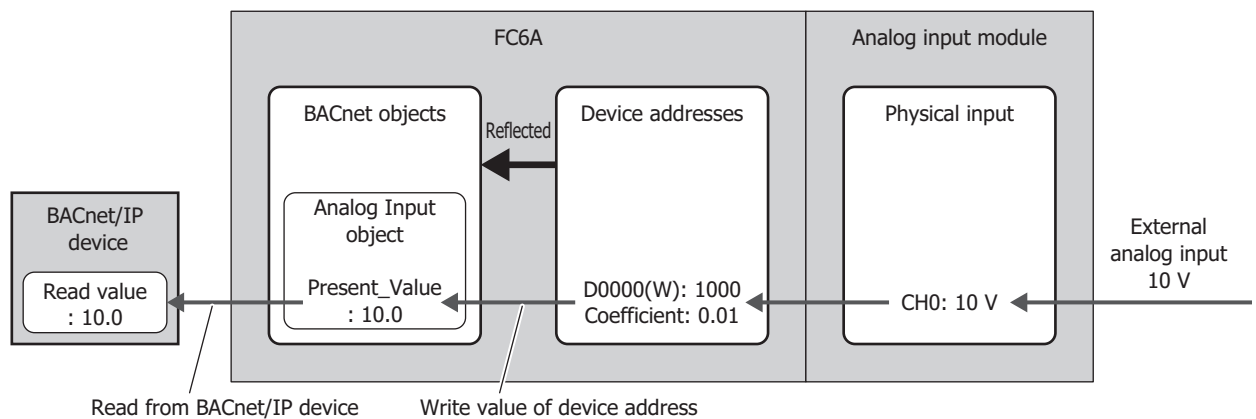 FC6A
Analog input module
BACnet objects
Reflected
Device addresses
Physical input
BACnet/IP
device
Analog Input
object
External
analog input
10 V
Read value
: 10.0
Present_Value
: 10.0
D0000(W): 1000
Coefficient: 0.01
CH0: 10 V
Read from BACnet/IP device
Write value of device address